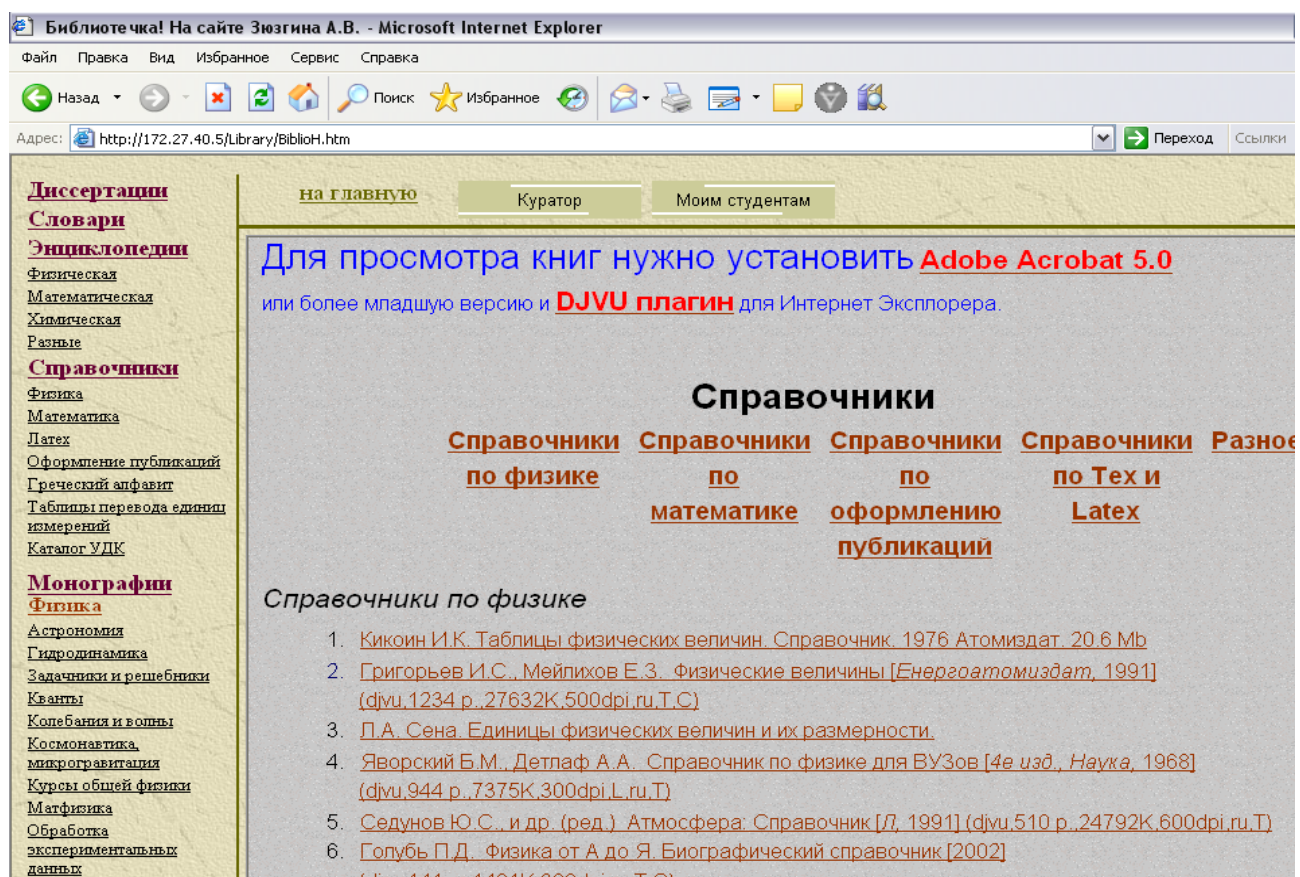 Библиотечка! На сайте Зюзгина А.В. - Microsoft Internet Explorer
Файл Правка Вид Избранное Сервис Справка
Назад Поиск Избранное
Адрес: http://172.27.40.5/Library/BiblioH.htm Переход Ссылки
Диссертации
Словари
Энциклопедии
Физическая
Математическая
Химическая
Разные
Справочники
Физика
Математика
Латех
Оформление публикаций
Греческий алфавит
Таблицы перевода единиц
измерений
Каталог УДК
Монографии
Физика
Астрономия
Гидродинамика
Задачники и решебники
Кванты
Колебания и волны
Космонавтика,
микрогравитация
Курсы общей физики
Матфизика
Обработка
экспериментальных
данных
на главную Куратор Моим студентам
Для просмотра книг нужно установить Adobe Acrobat 5.0
или более младшую версию и DJVU плагин для Интернет Эксплорера.
Справочники
Справочники Справочники Справочники Справочники Разное
по физике по по по Тех и
математике оформлению Latex
публикаций
Справочники по физике
1. Кикоин И.К. Таблицы физических величин. Справочник. 1976 Атомиздат. 20.6 Mb
2. Григорьев И.С., Мейлихов Е.З. Физические величины [Енергоатомиздат, 1991]
(djvu,1234 p.,27632K,500dpi,ru,T,C)
3. Л.А. Сена. Единицы физических величин и их размерности.
4. Яворский Б.М., Детлаф А.А. Справочник по физике для ВУЗов [4е изд., Наука, 1968]
(djvu,944 p.,7375K,300dpi,L,ru,T)
5. Седунов Ю.С., и др. (ред.) Атмосфера: Справочник [Л, 1991] (djvu,510 p.,24792K,600dpi,ru,T)
6. Голубь П.Д. Физика от А до Я. Биографический справочник [2002]